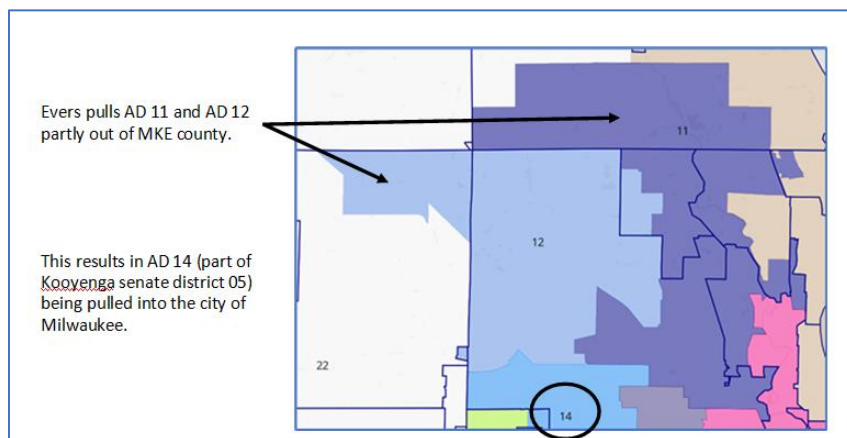 Evers pulls AD 11 and AD 12
partly out of MKE county.
11
12
This results in AD 14 (part of
Kooyenga senate district 05)
being pulled into the city of
Milwaukee.
22
14